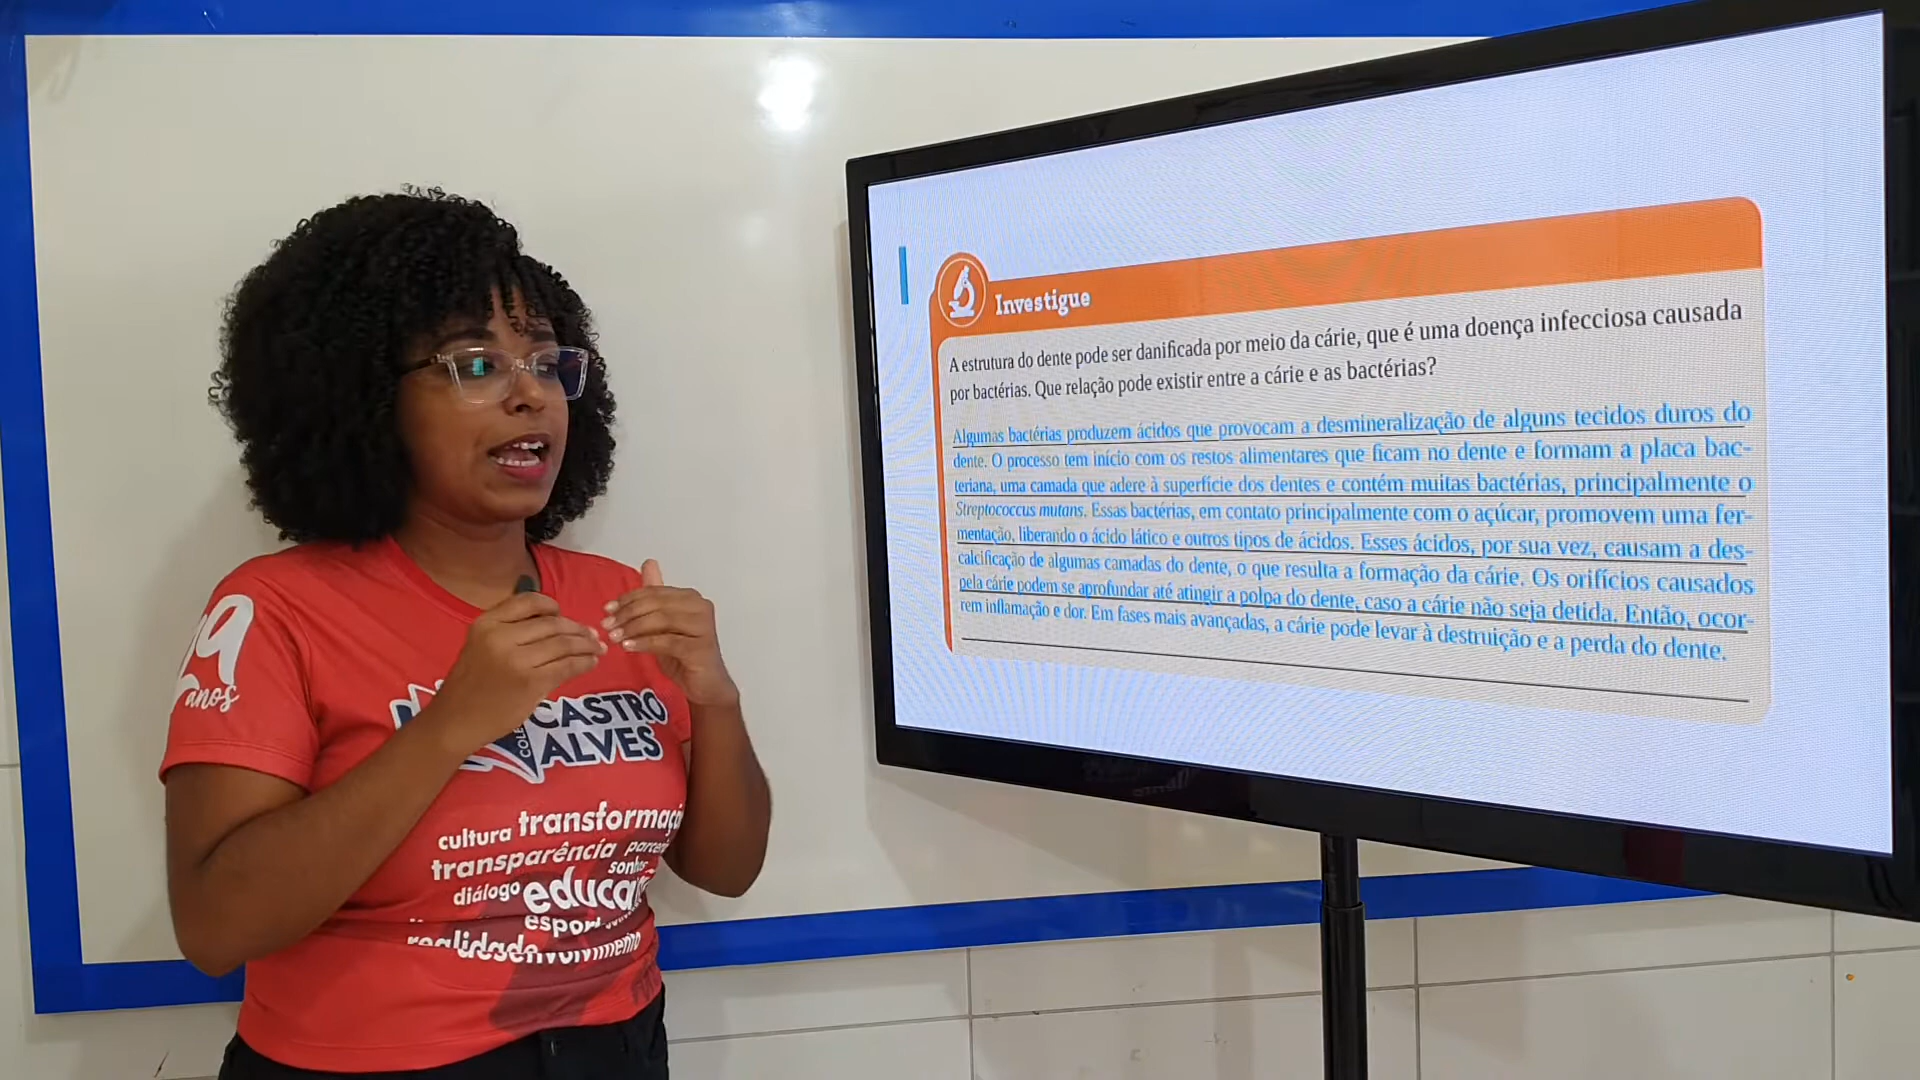 Investigue
A estrutura do dente pode ser danificada por meio da cárie, que é uma doença infecciosa causada
por bactérias. Que relação pode existir entre a cárie e as bactérias?
Algumas bactérias produzem ácidos que provocam a desmineralização de alguns tecidos duros do
dente. O processo tem início com os restos alimentares que ficam no dente e formam a placa bac-
teriana, uma camada que adere à superfície dos dentes e contém muitas bactérias, principalmente o
Streptococcus mutans. Essas bactérias, em contato principalmente com o açúcar, promovem uma fer-
mentação, liberando o ácido lático e outros tipos de ácidos. Esses ácidos, por sua vez, causam a des-
calcificação de algumas camadas do dente, o que resulta a formação da cárie. Os orifícios causados
pela cárie podem se aprofundar até atingir a polpa do dente, caso a cárie não seja detida. Então, ocor-
rem inflamação e dor. Em fases mais avançadas, a cárie pode levar à destruição e a perda do dente.
anos
CASTRO
ALVES
cultura
transparência
diálogo
realidade